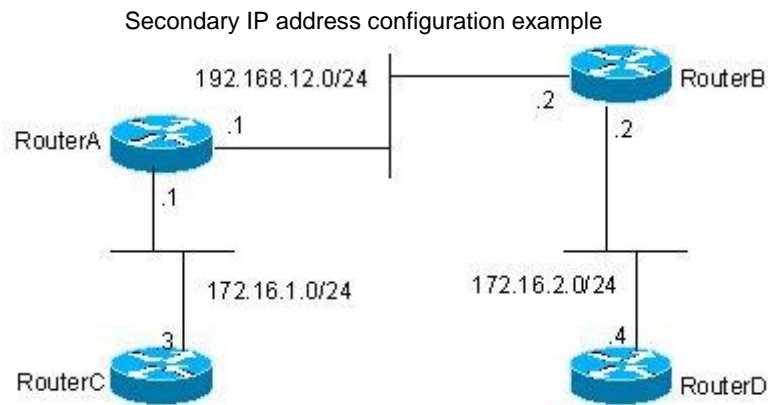 Secondary IP address configuration example
192.168.12.0/24
RouterB
.2
.1
.2
RouterA
.1
172.16.1.0/24
172.16.2.0/24
.3
.4
RouterC
RouterD